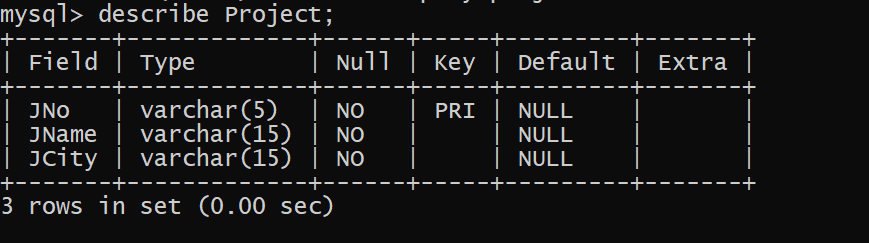 mysql> describe Project;
+-------+-------------+------+-----+---------+-------+
| Field | Type        | Null | Key | Default | Extra |
+-------+-------------+------+-----+---------+-------+
| JNo   | varchar(5)  | NO   | PRI | NULL    |       |
| JName | varchar(15) | NO   |     | NULL    |       |
| JCity | varchar(15) | NO   |     | NULL    |       |
+-------+-------------+------+-----+---------+-------+
3 rows in set (0.00 sec)